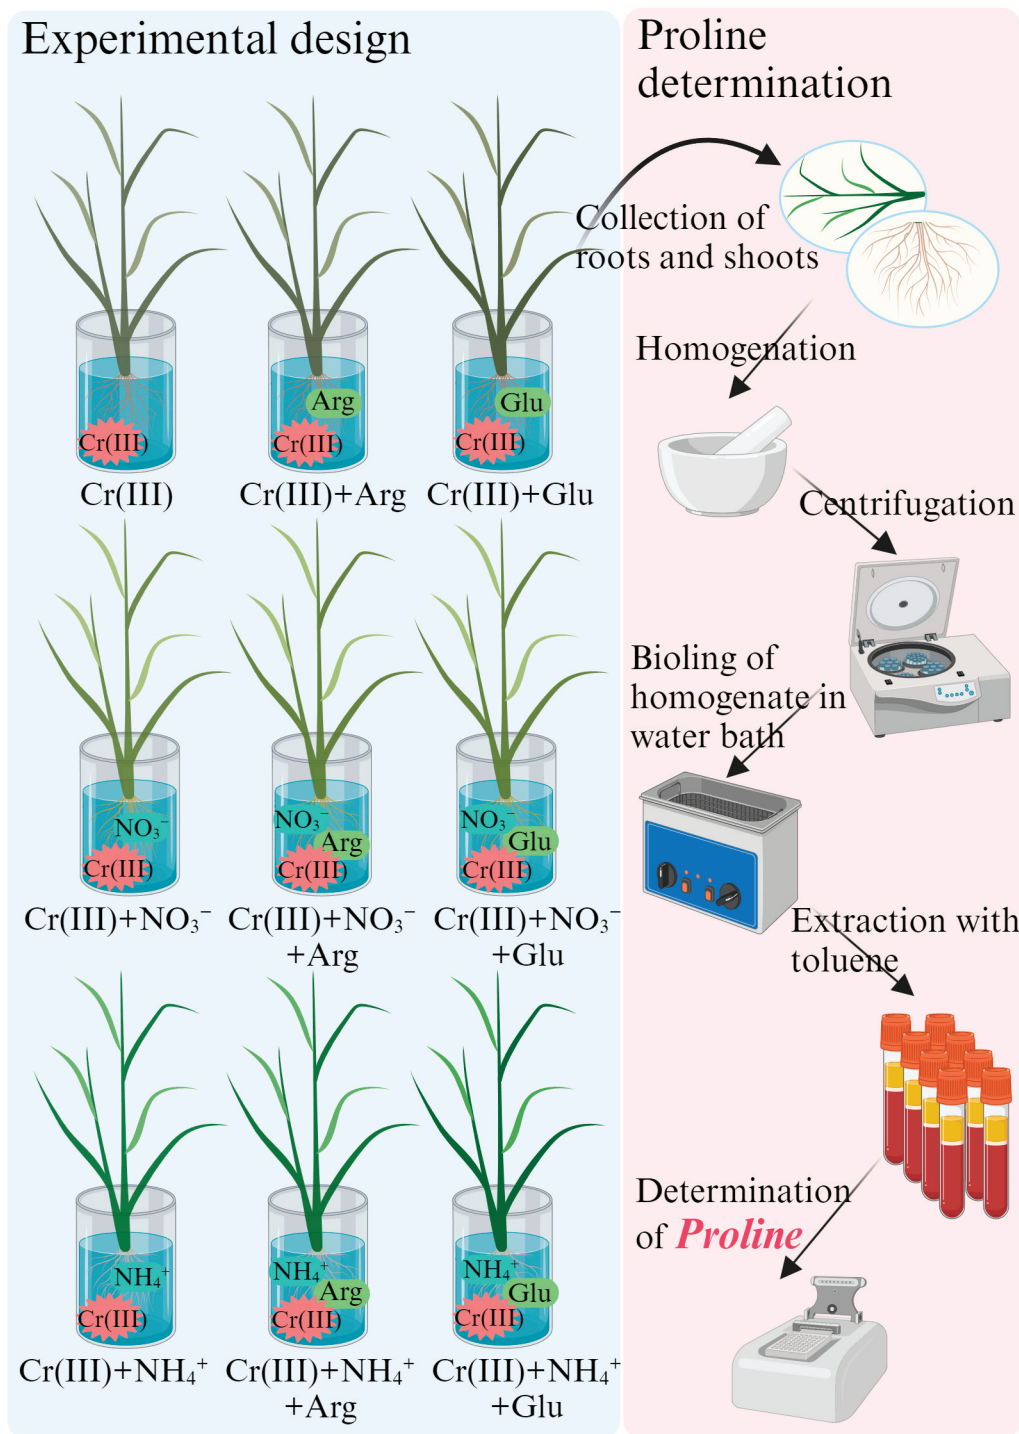 Experimental design
Arg
Glu
Cr(III)
Cr(III)
Cr(III)
Cr(III)
Cr(III)+Arg
Cr(III)+Glu
NO₃⁻
NO₃⁻
NO₃⁻
Arg
Glu
Cr(III)
Cr(III)
Cr(III)
Cr(III)+NO₃⁻
Cr(III)+NO₃⁻
+Arg
Cr(III)+NO₃⁻
+Glu
NH₄⁺
NH₄⁺
NH₄⁺
Arg
Glu
Cr(III)
Cr(III)
Cr(III)
Cr(III)+NH₄⁺
Cr(III)+NH₄⁺
+Arg
Cr(III)+NH₄⁺
+Glu
Proline
determination
Collection of
roots and shoots
Homogenation
Centrifugation
Bioling of
homogenate in
water bath
Extraction with
toluene
Determination
of Proline